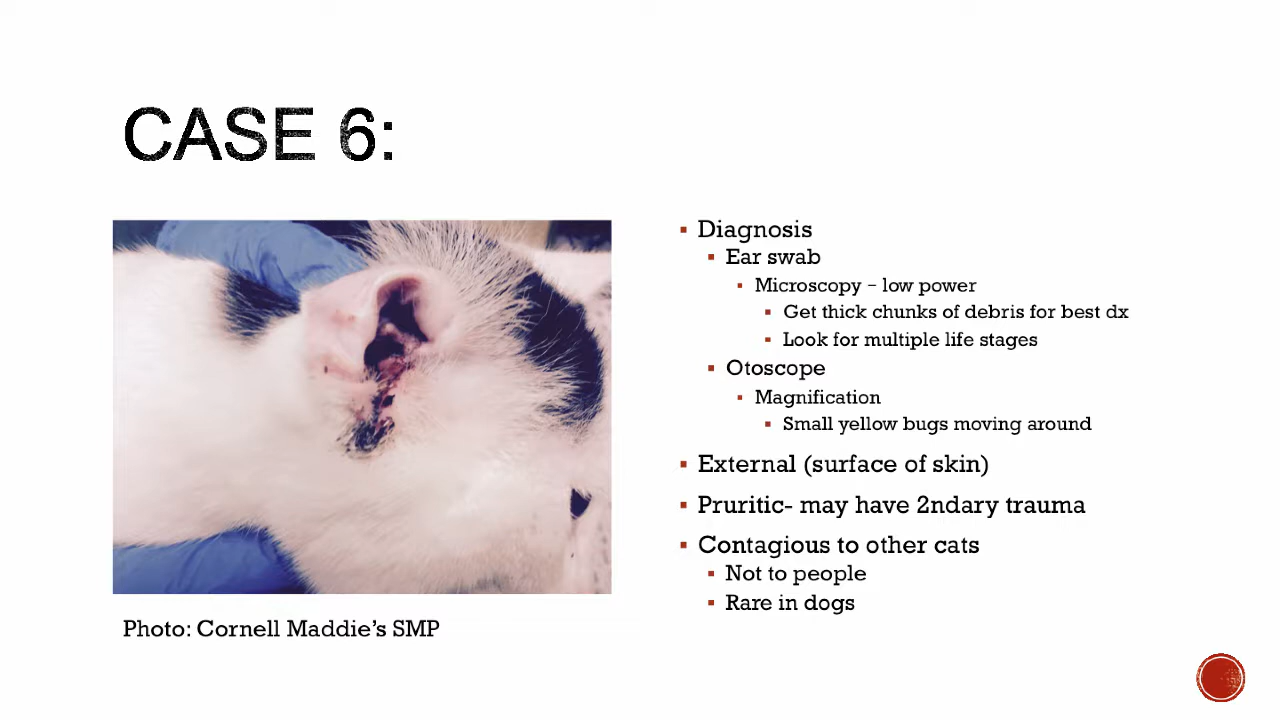 CASE 6:
Diagnosis
Ear swab
Microscopy – low power
Get thick chunks of debris for best dx
Look for multiple life stages
Otoscope
Magnification
Small yellow bugs moving around
External (surface of skin)
Pruritic- may have 2ndary trauma
Contagious to other cats
Not to people
Rare in dogs
Photo: Cornell Maddie's SMP